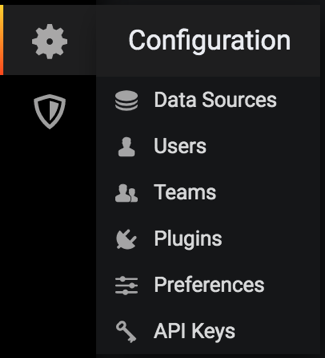 Configuration
Data Sources
Users
Teams
Plugins
Preferences
API Keys